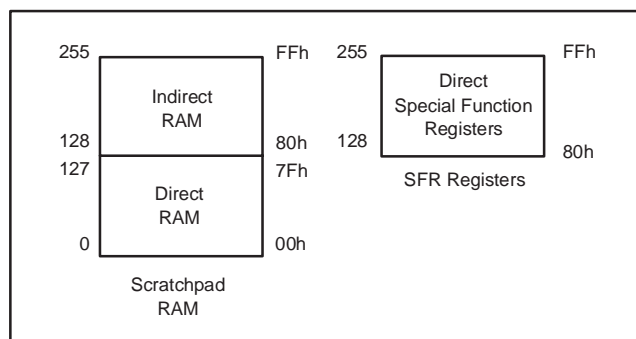 255
FFh
Indirect
RAM
128
80h
127
7Fh
Direct
RAM
0
00h
Scratchpad
RAM
255
FFh
Direct
Special Function
Registers
128
80h
SFR Registers